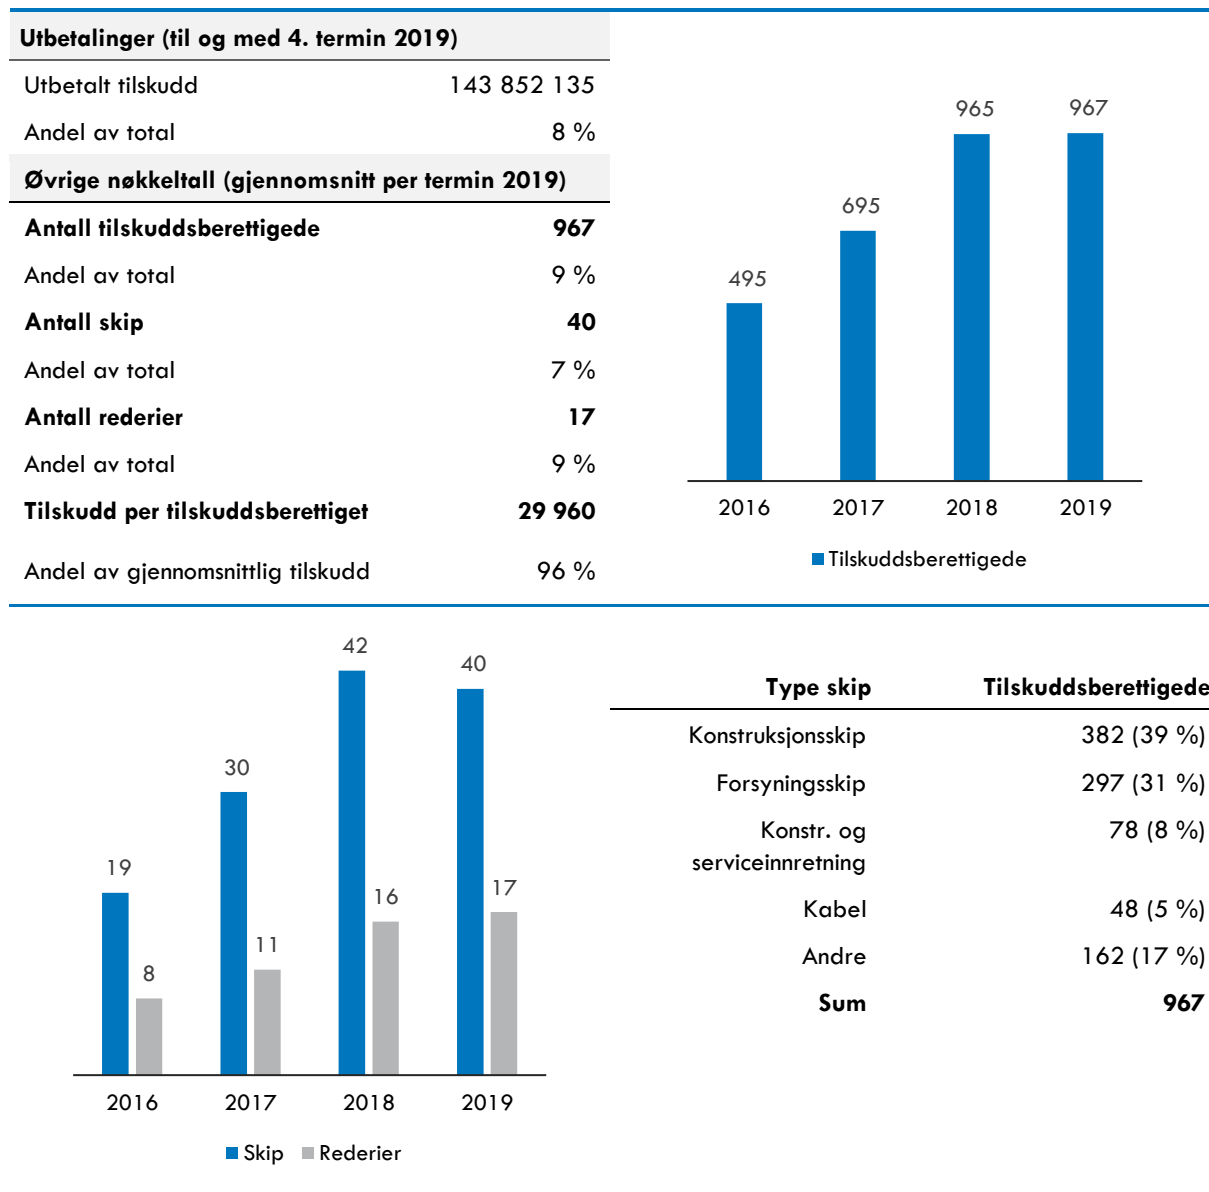 Utbetalinger (til og med 4. termin 2019)
Utbetalt tilskudd 143 852 135
Andel av total 8 %
Øvrige nøkkeltall (gjennomsnitt per termin 2019)
Antall tilskuddsberettigede 967
Andel av total 9 %
Antall skip 40
Andel av total 7 %
Antall rederier 17
Andel av total 9 %
Tilskudd per tilskuddsberettiget 29 960
Andel av gjennomsnittlig tilskudd 96 %
495 695 965 967
2016 2017 2018 2019
Tilskuddsberettigede
19 8 30 11 42 16 40 17
2016 2017 2018 2019
Skip Rederier
Type skip Tilskuddsberettigede
Konstruksjonsskip 382 (39 %)
Forsyningsskip 297 (31 %)
Konstr. og 78 (8 %)
serviceinnretning
Kabel 48 (5 %)
Andre 162 (17 %)
Sum 967